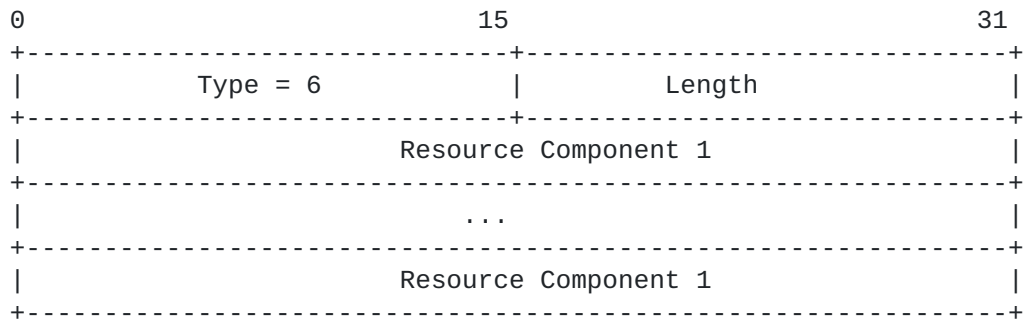 0                             15                              31
+-------------------------------+-------------------------------+
|           Type = 6            |         Length                |
+-------------------------------+-------------------------------+
|                        Resource Component 1                   |
+---------------------------------------------------------------+
|                            ...                                |
+---------------------------------------------------------------+
|                        Resource Component 1                   |
+---------------------------------------------------------------+